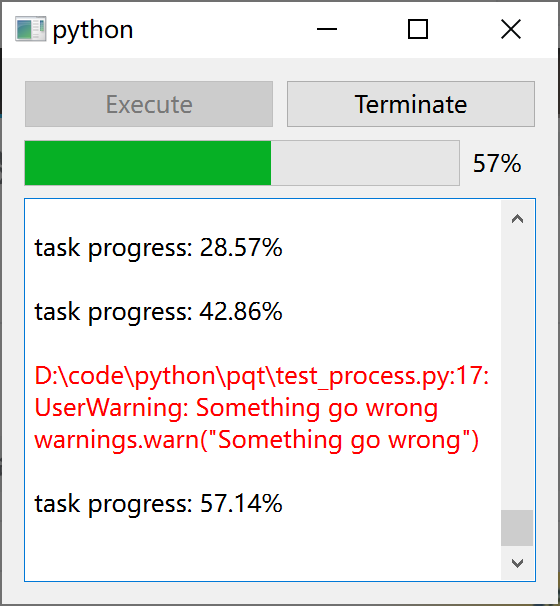 python
Execute
Terminate
57%
task progress: 28.57%
task progress: 42.86%
D:\code\python\pqt\test_process.py:17:
UserWarning: Something go wrong
warnings.warn("Something go wrong")
task progress: 57.14%